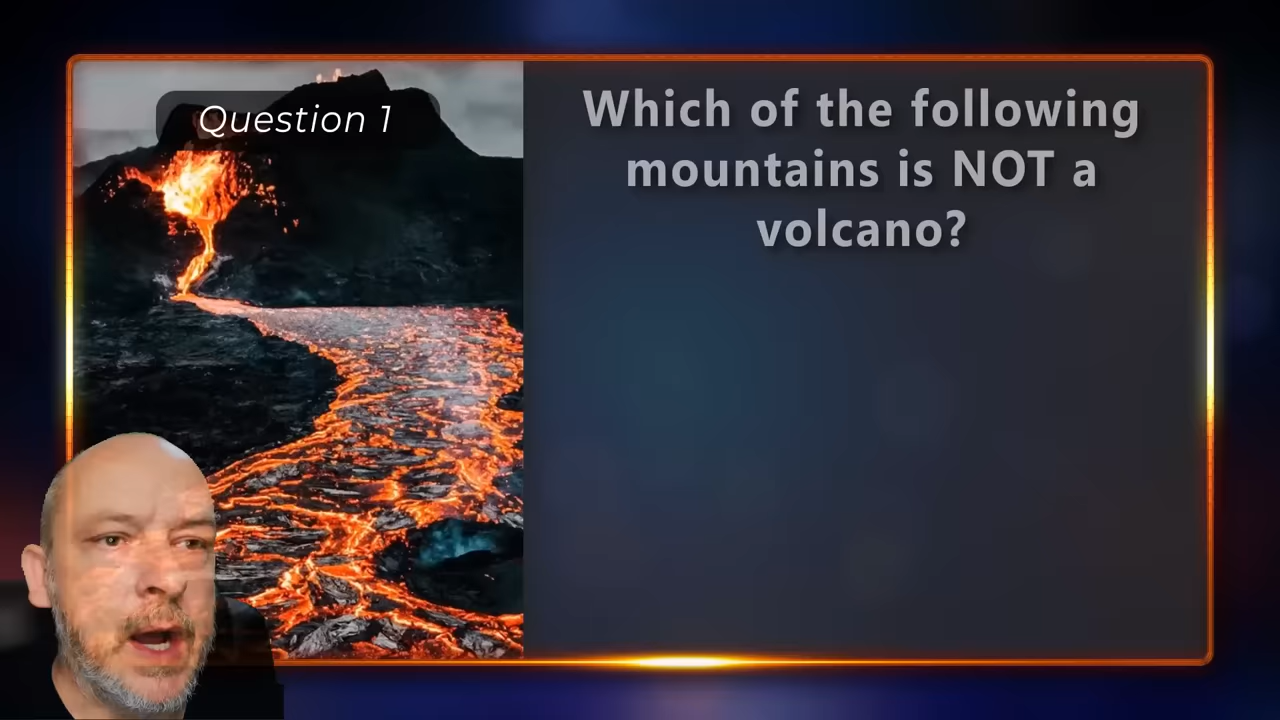 Question 1
Which of the following
mountains is NOT a
volcano?